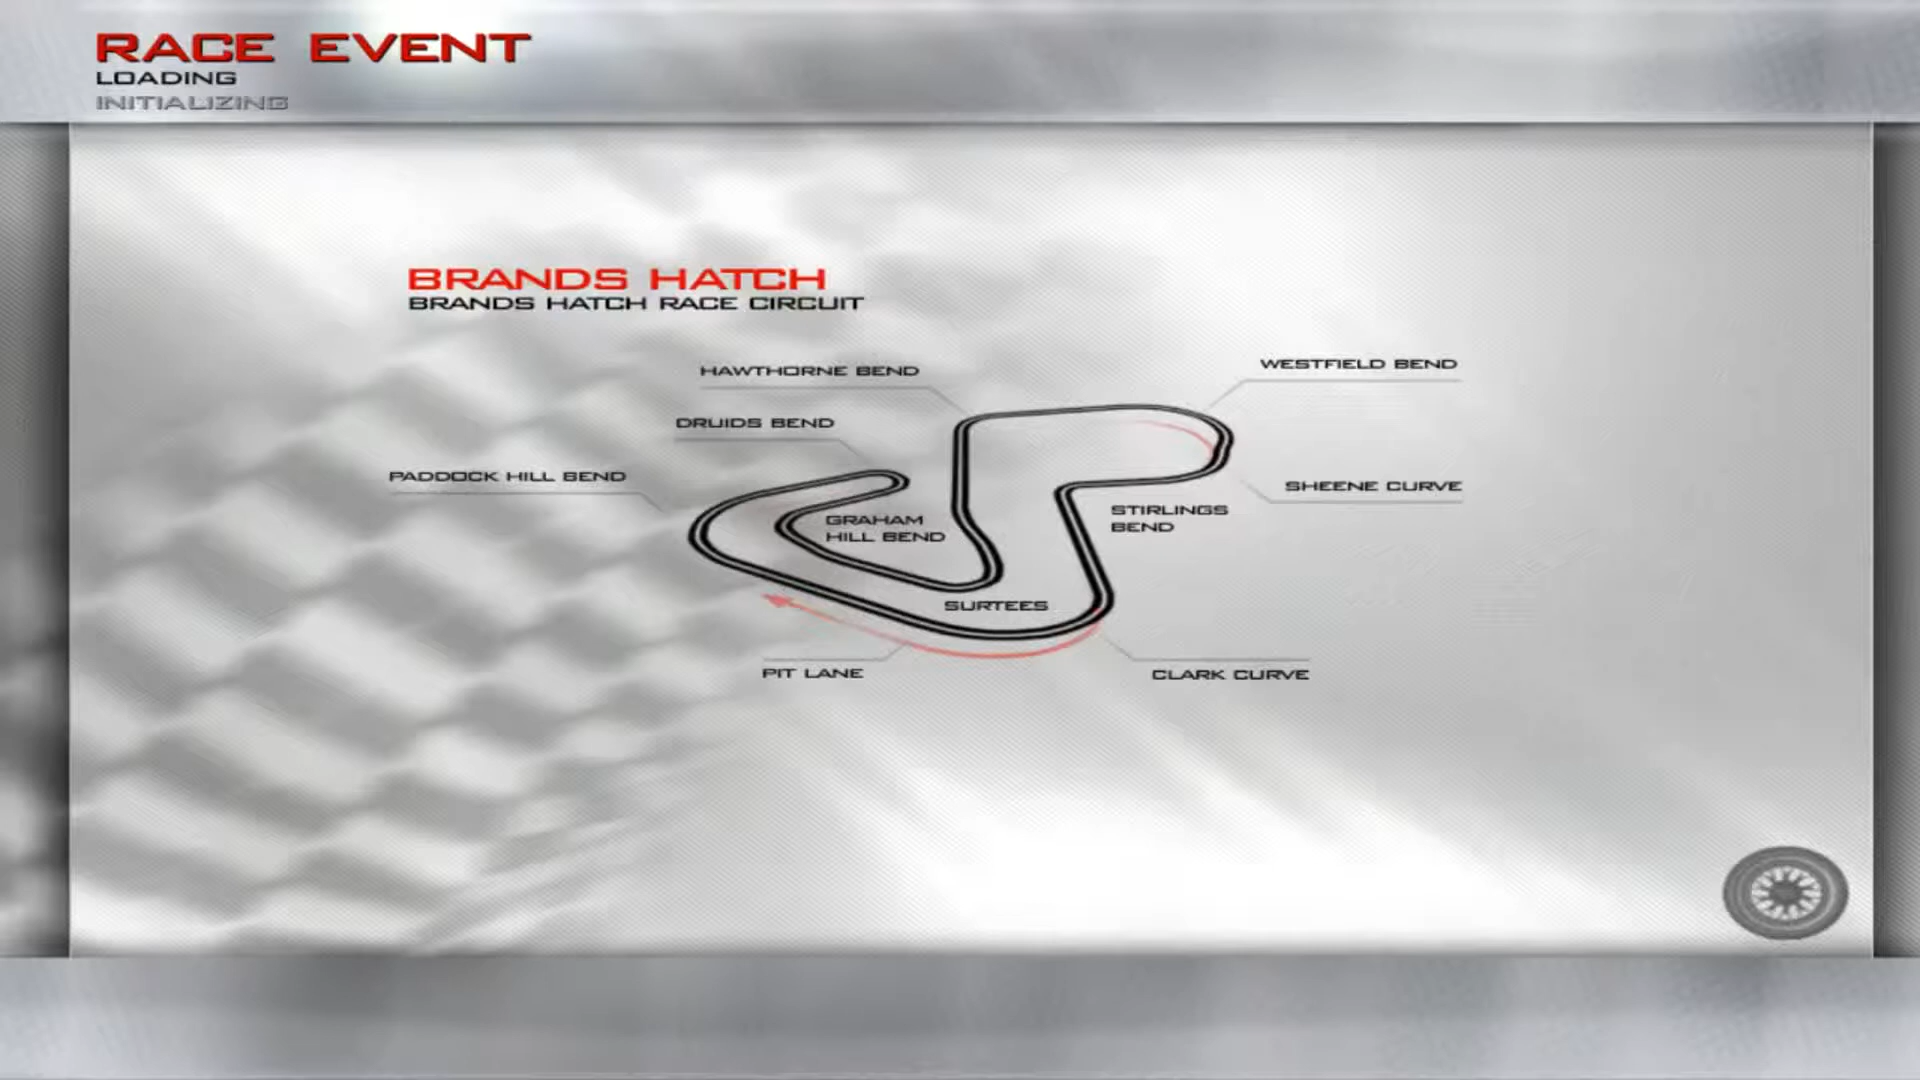 RACE EVENT
LOADING
INITIALIZING
BRANDS HATCH
BRANDS HATCH RACE CIRCUIT
HAWTHORNE BEND
WESTFIELD BEND
DRUIDS BEND
PADDOCK HILL BEND
SHEENE CURVE
GRAHAM
HILL BEND
STIRLINGS
BEND
SURTEES
PIT LANE
CLARK CURVE